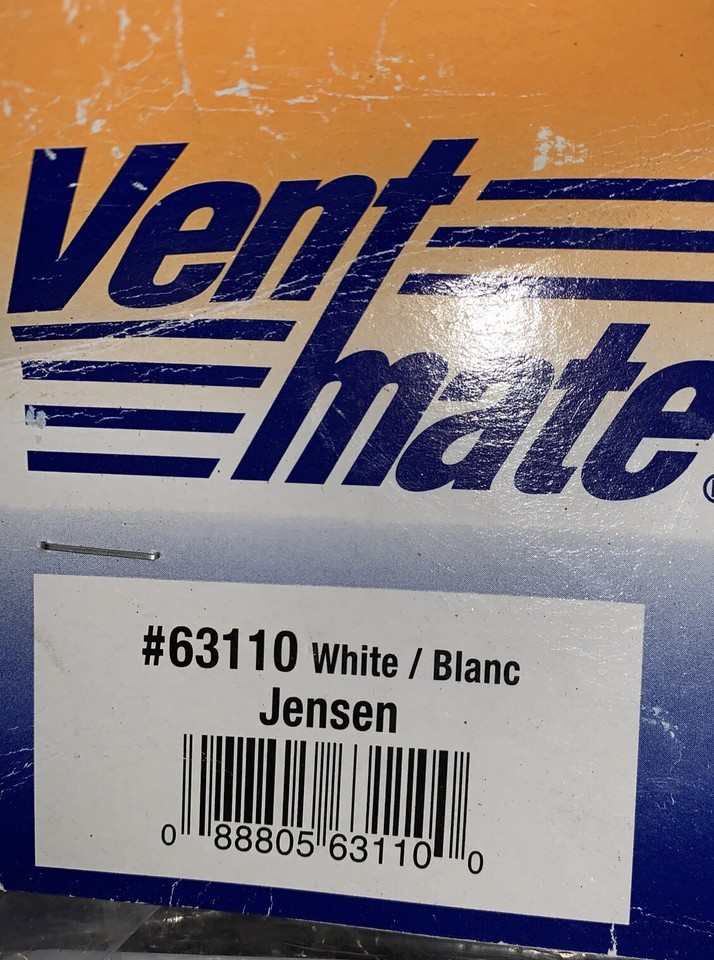 Vent
mate®
#63110 White / Blanc
Jensen
0 88805 63110 0